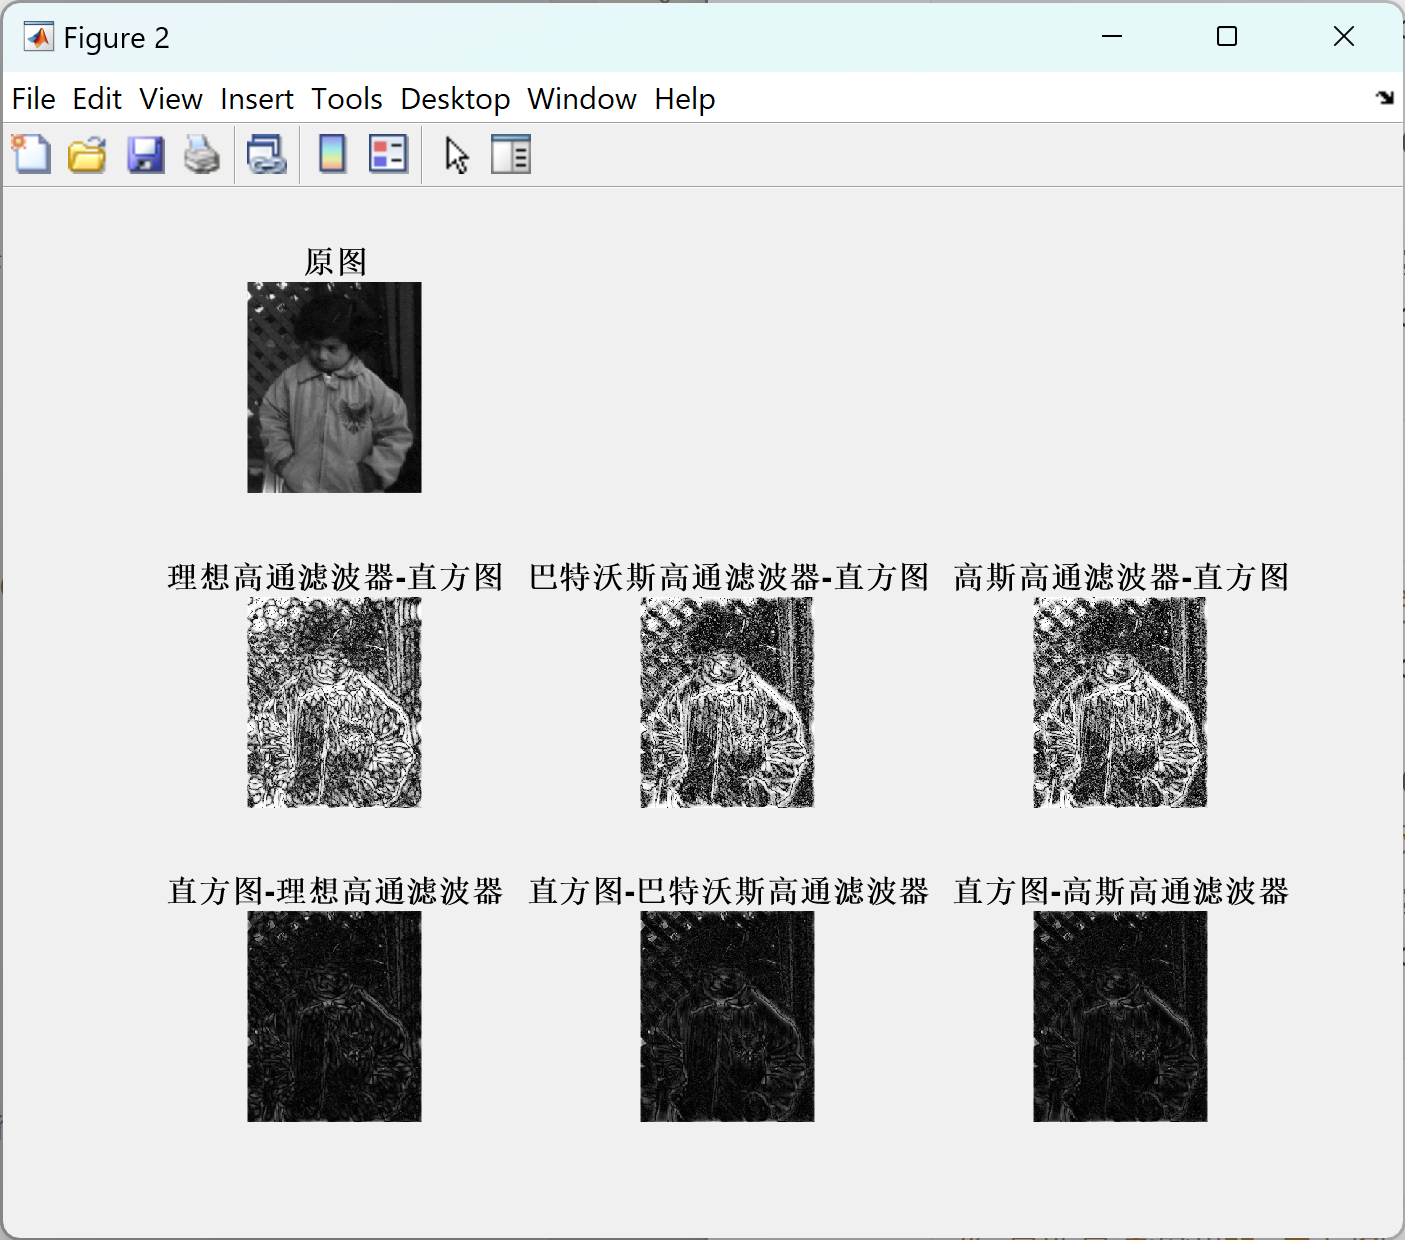 Figure 2
File Edit View Insert Tools Desktop Window Help
原图
理想高通滤波器-直方图 巴特沃斯高通滤波器-直方图 高斯高通滤波器-直方图
直方图-理想高通滤波器 直方图-巴特沃斯高通滤波器 直方图-高斯高通滤波器